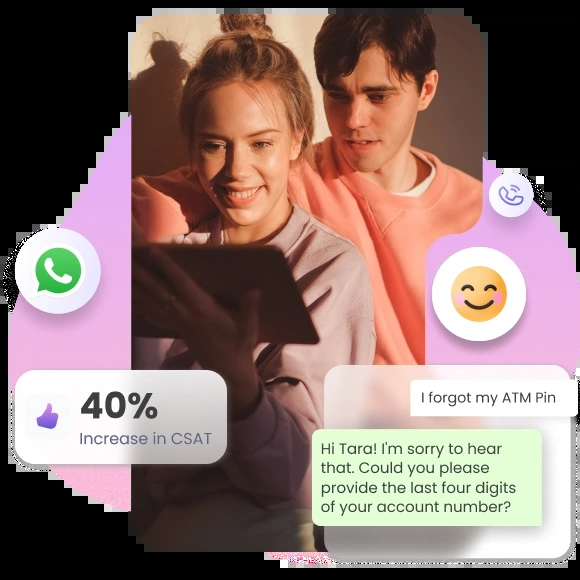 40%
Increase in CSAT
I forgot my ATM Pin
Hi Tara! I'm sorry to hear
that. Could you please
provide the last four digits
of your account number?